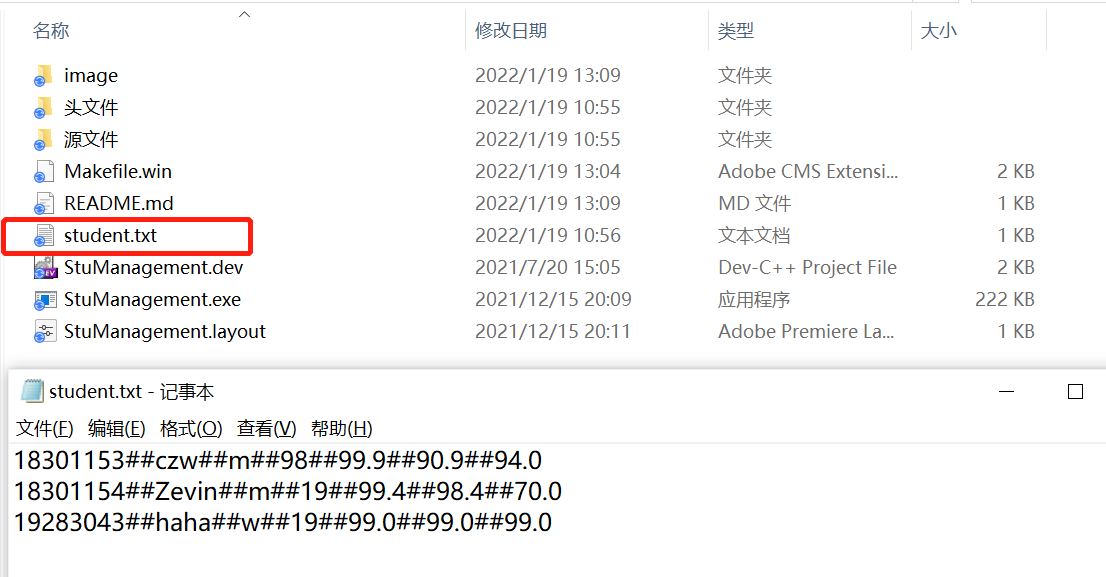 名称 修改日期 类型 大小
image 2022/1/19 13:09 文件夹
头文件 2022/1/19 10:55 文件夹
源文件 2022/1/19 10:55 文件夹
Makefile.win 2022/1/19 13:04 Adobe CMS Extensi... 2 KB
README.md 2022/1/19 13:09 MD 文件 1 KB
student.txt 2022/1/19 10:56 文本文档 1 KB
StuManagement.dev 2021/7/20 15:05 Dev-C++ Project File 2 KB
StuManagement.exe 2021/12/15 20:09 应用程序 222 KB
StuManagement.layout 2021/12/15 20:11 Adobe Premiere La... 1 KB
student.txt - 记事本
文件(F) 编辑(E) 格式(O) 查看(V) 帮助(H)
18301153##czw##m##98##99.9##90.9##94.0
18301154##Zevin##m##19##99.4##98.4##70.0
19283043##haha##w##19##99.0##99.0##99.0